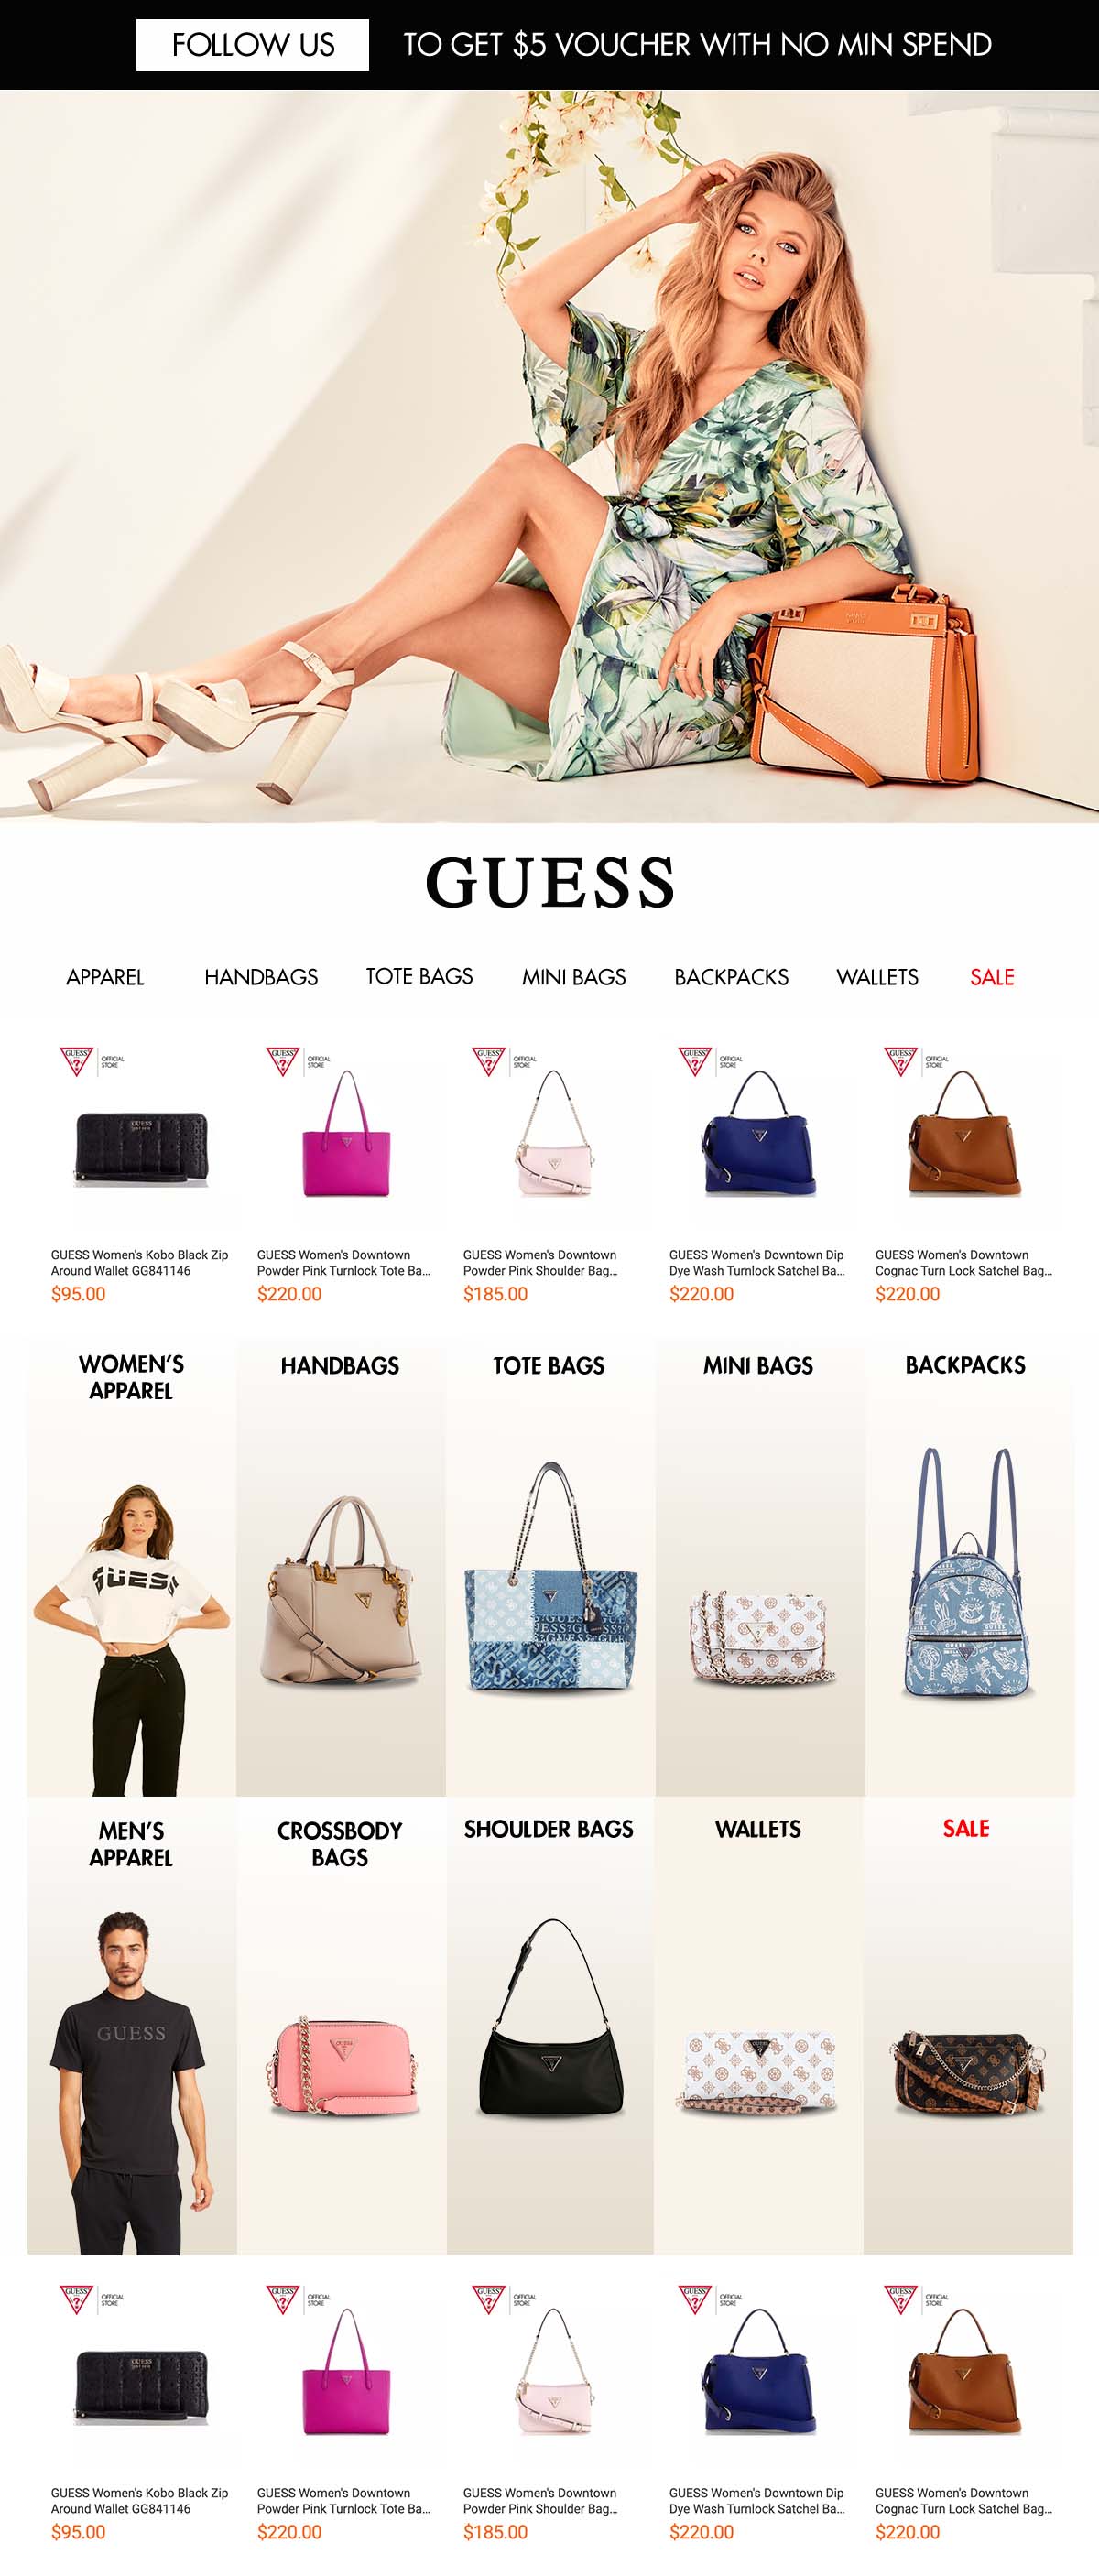 FOLLOW US TO GET $5 VOUCHER WITH NO MIN SPEND
GUESS
APPAREL HANDBAGS TOTE BAGS MINI BAGS BACKPACKS WALLETS SALE
GUESS ? OFFICIAL STORE
GUESS ? OFFICIAL STORE
GUESS ? OFFICIAL STORE
GUESS ? OFFICIAL STORE
GUESS ? OFFICIAL STORE
GUESS
GUESS Women's Kobo Black Zip
Around Wallet GG841146
$95.00
GUESS Women's Downtown
Powder Pink Turnlock Tote Ba...
$220.00
GUESS Women's Downtown
Powder Pink Shoulder Bag...
$185.00
GUESS Women's Downtown Dip
Dye Wash Turnlock Satchel Ba...
$220.00
GUESS Women's Downtown
Cognac Turn Lock Satchel Bag...
$220.00
WOMEN'S
APPAREL
HANDBAGS
TOTE BAGS
MINI BAGS
BACKPACKS
GUESS
MEN'S
APPAREL
CROSSBODY
BAGS
SHOULDER BAGS
WALLETS
SALE
GUESS
GUESS ? OFFICIAL STORE
GUESS ? OFFICIAL STORE
GUESS ? OFFICIAL STORE
GUESS ? OFFICIAL STORE
GUESS ? OFFICIAL STORE
GUESS
GUESS Women's Kobo Black Zip
Around Wallet GG841146
$95.00
GUESS Women's Downtown
Powder Pink Turnlock Tote Ba...
$220.00
GUESS Women's Downtown
Powder Pink Shoulder Bag...
$185.00
GUESS Women's Downtown Dip
Dye Wash Turnlock Satchel Ba...
$220.00
GUESS Women's Downtown
Cognac Turn Lock Satchel Bag...
$220.00